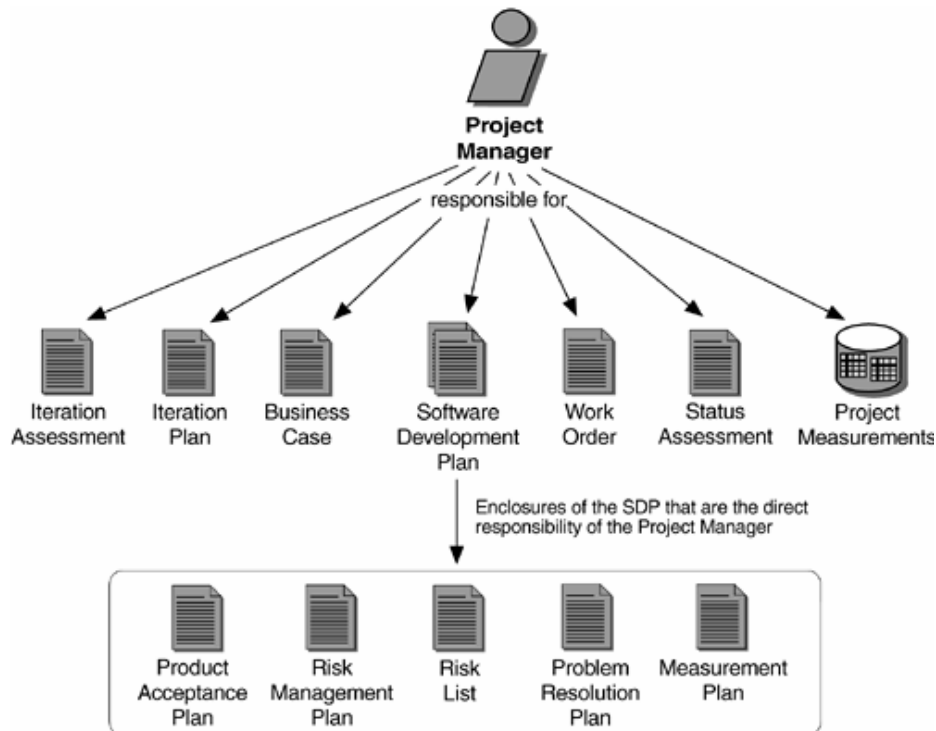 Project
Manager
responsible for
Iteration
Assessment
Iteration
Plan
Business
Case
Software
Development
Plan
Work
Order
Status
Assessment
Project
Measurements
Enclosures of the SDP that are the direct
responsibility of the Project Manager
Product
Acceptance
Plan
Risk
Management
Plan
Risk
List
Problem
Resolution
Plan
Measurement
Plan